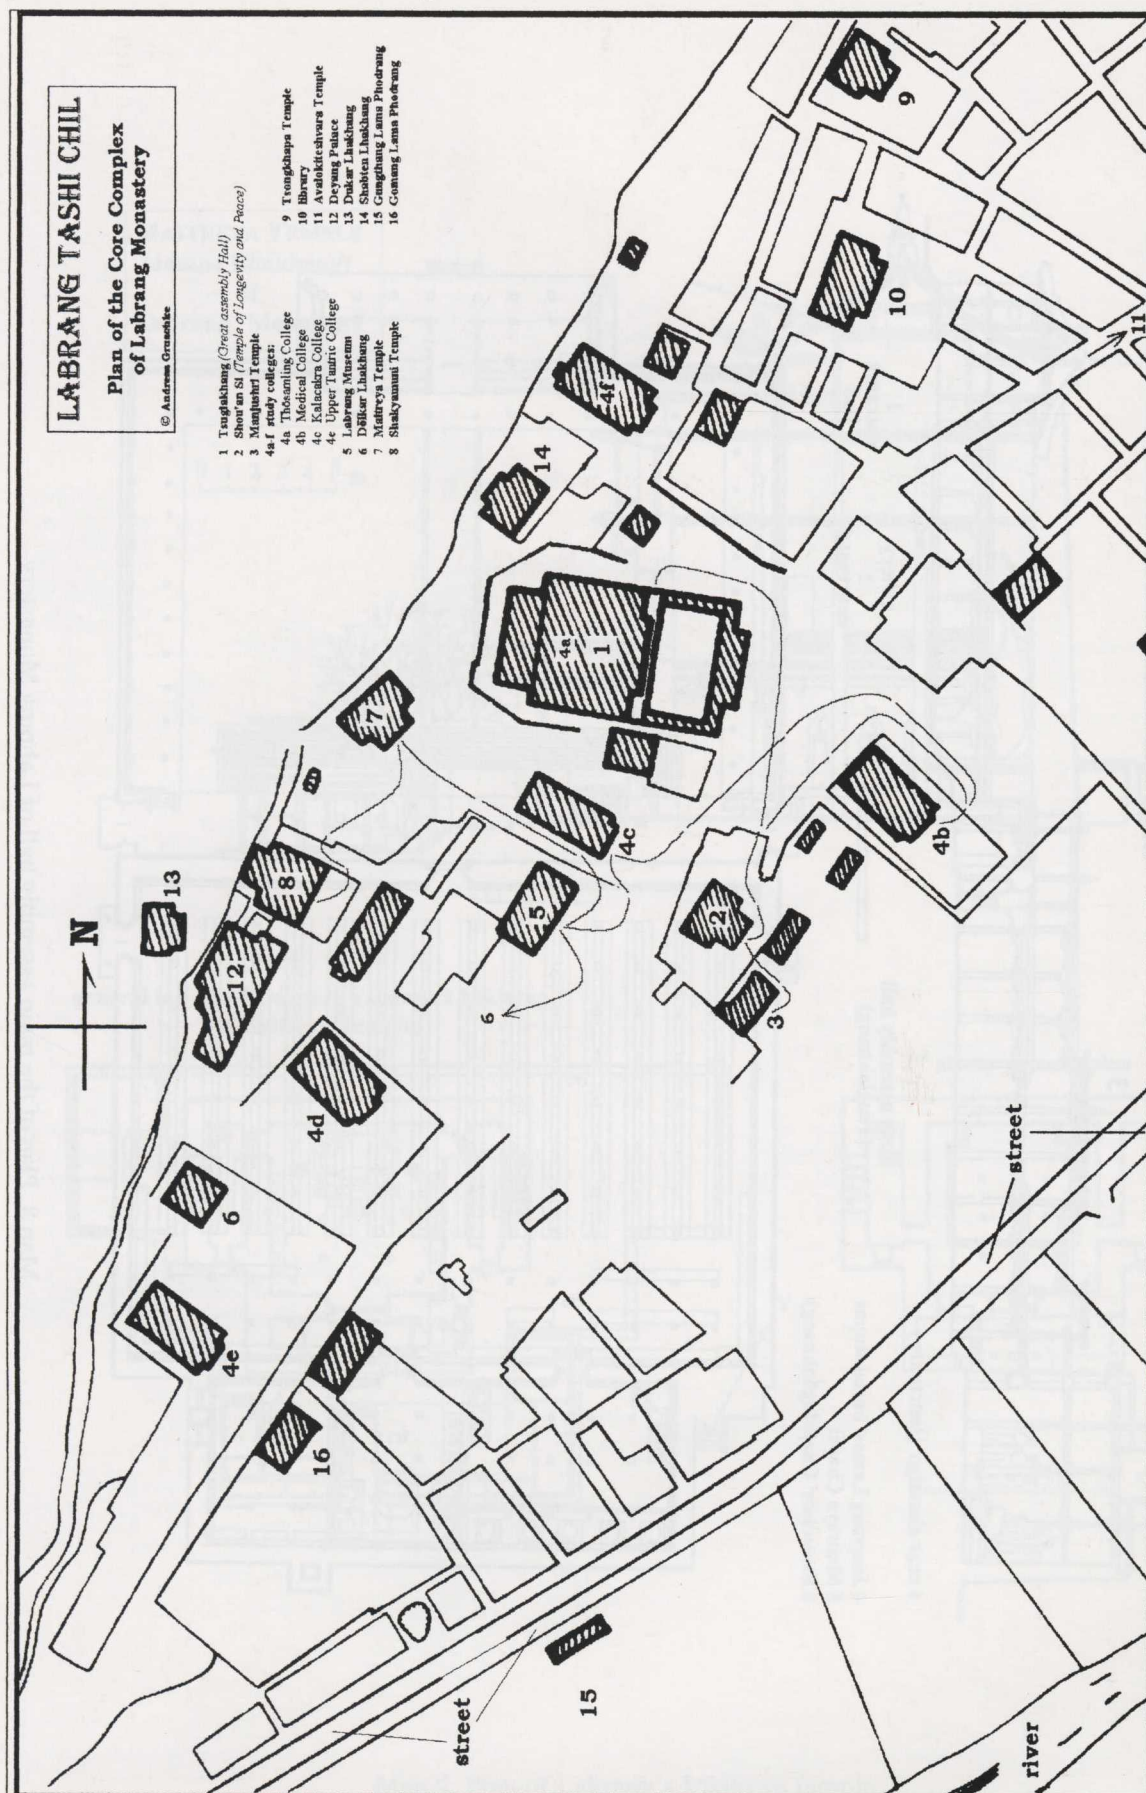 LABRANG TASHI CHIL
Plan of the Core Complex
of Labrang Monastery
© Andreas Gruschke
1 Tsuglakhang (Great assembly Hall)
2 Shou'an Si (Temple of Longevity and Peace)
3 Manjushri Temple
4a-f study colleges:
4a Thösamling College
4b Medical College
4c Kalacakra College
4e Upper Tantric College
5 Labrang Museum
6 Dölkar Lhakhang
7 Maitreya Temple
8 Shakyamuni Temple
9 Tsongkhapa Temple
10 library
11 Avalokiteshvara Temple
12 Deyang Palace
13 Dukar Lhakhang
14 Shabten Lhakhang
15 Gungthang Lama Phodrang
16 Gomang Lama Phodrang
N
13
12
8
7
14
4f
9
10
11
4a
1
4c
5
6
2
3
4b
4d
6
4e
16
street
street
15
river